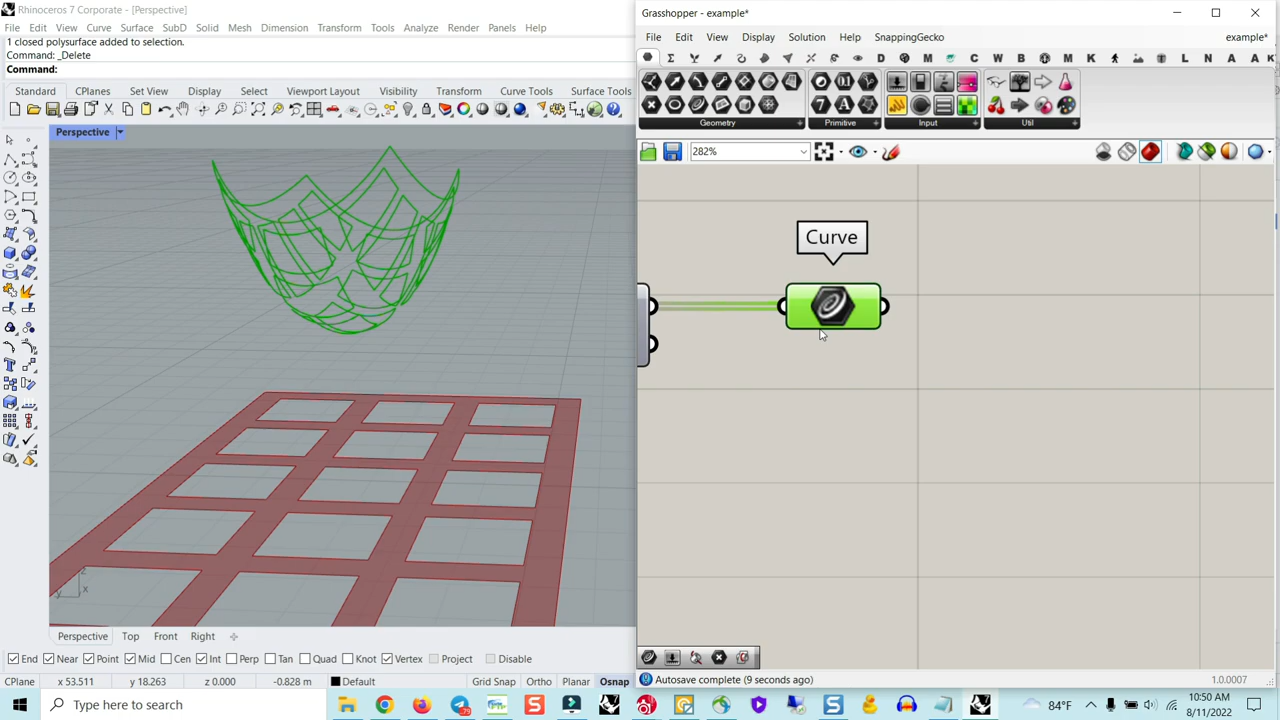 Rhinoceros 7 Corporate - [Perspective]
File Edit View Curve Surface SubD Solid Mesh Dimension Transform Tools Analyze Render Panels Help
1 closed polysurface added to selection.
Command: _Delete
Command:
Standard CPlanes Set View Display Select Viewport Layout Visibility Transform Curve Tools Surface Tools
Perspective
z
y x
Perspective Top Front Right
End Near Point Mid Cen Int Perp Tan Quad Knot Vertex Project Disable
CPlane x 53.511 y 18.263 z 0.000 -0.828 m Default Grid Snap Ortho Planar Osnap
Grasshopper - example*
File Edit View Display Solution Help SnappingGecko example*
Σ D C W B M K L N A A K
Geometry Primitive Input Util
282%
Curve
Autosave complete (9 seconds ago) 1.0.0007
Type here to search
79
84°F
10:50 AM
8/11/2022